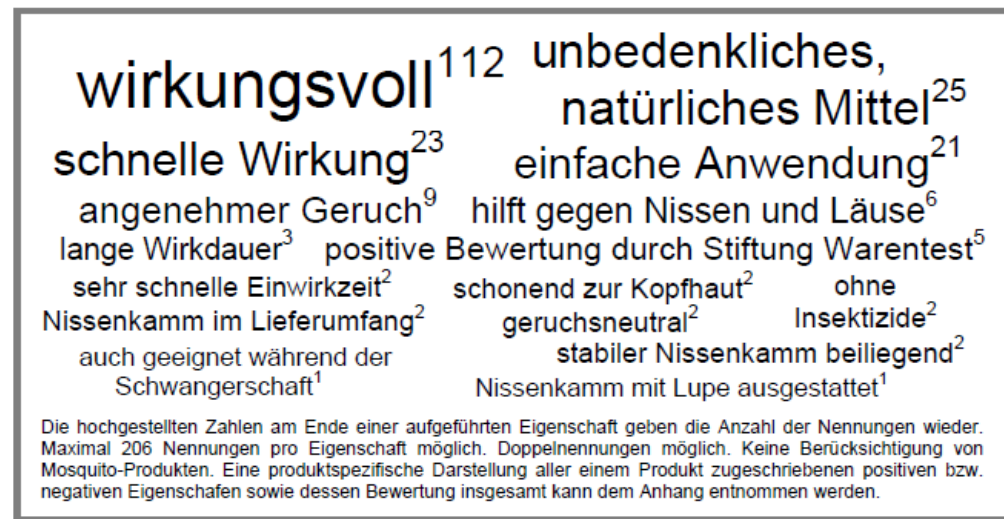 wirkungsvoll112 unbedenkliches,
natürliches Mittel25
schnelle Wirkung23 einfache Anwendung21
angenehmer Geruch9 hilft gegen Nissen und Läuse6
lange Wirkdauer3 positive Bewertung durch Stiftung Warentest5
sehr schnelle Einwirkzeit2 schonend zur Kopfhaut2 ohne
Nissenkamm im Lieferumfang2 geruchsneutral2 Insektizide2
auch geeignet während der stabiler Nissenkamm beiliegend2
Schwangerschaft1 Nissenkamm mit Lupe ausgestattet1
Die hochgestellten Zahlen am Ende einer aufgeführten Eigenschaft geben die Anzahl der Nennungen wieder.
Maximal 206 Nennungen pro Eigenschaft möglich. Doppelnennungen möglich. Keine Berücksichtigung von
Mosquito-Produkten. Eine produktspezifische Darstellung aller einem Produkt zugeschriebenen positiven bzw.
negativen Eigenschafen sowie dessen Bewertung insgesamt kann dem Anhang entnommen werden.